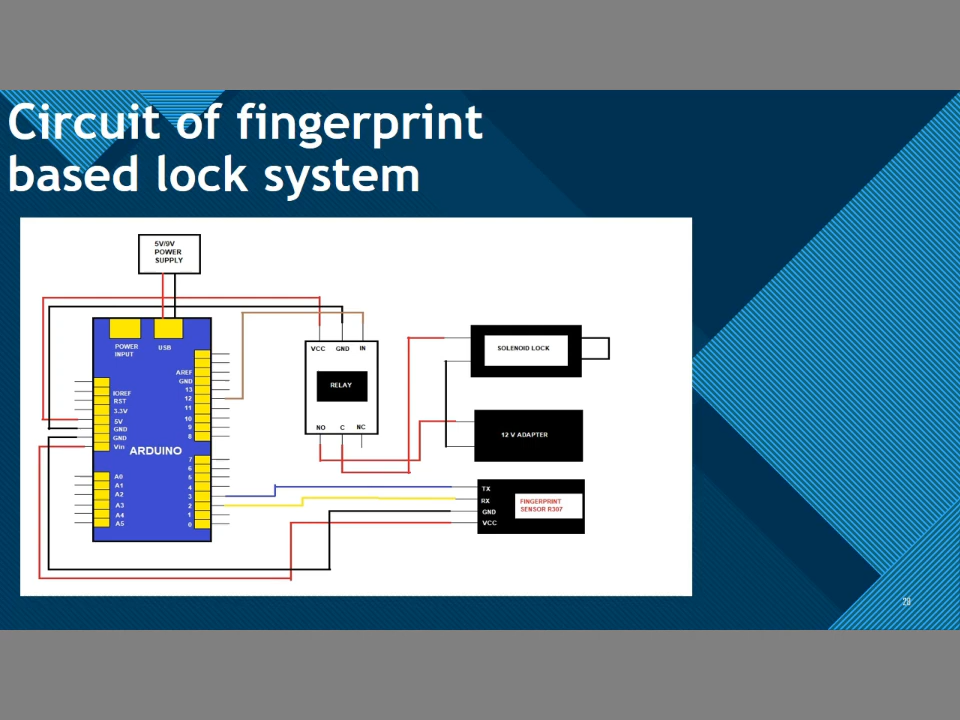 Circuit of fingerprint
based lock system
5V/9V
POWER
SUPPLY
POWER
INPUT
USB
AREF
GND
13
12
11
10
9
8
IOREF
RST
3.3V
5V
GND
GND
Vin
ARDUINO
7
6
5
4
3
2
1
0
A0
A1
A2
A3
A4
A5
VCC GND IN
RELAY
NO C NC
SOLENOID LOCK
12 V ADAPTER
TX
RX
GND
VCC
FINGERPRINT
SENSOR R307
20